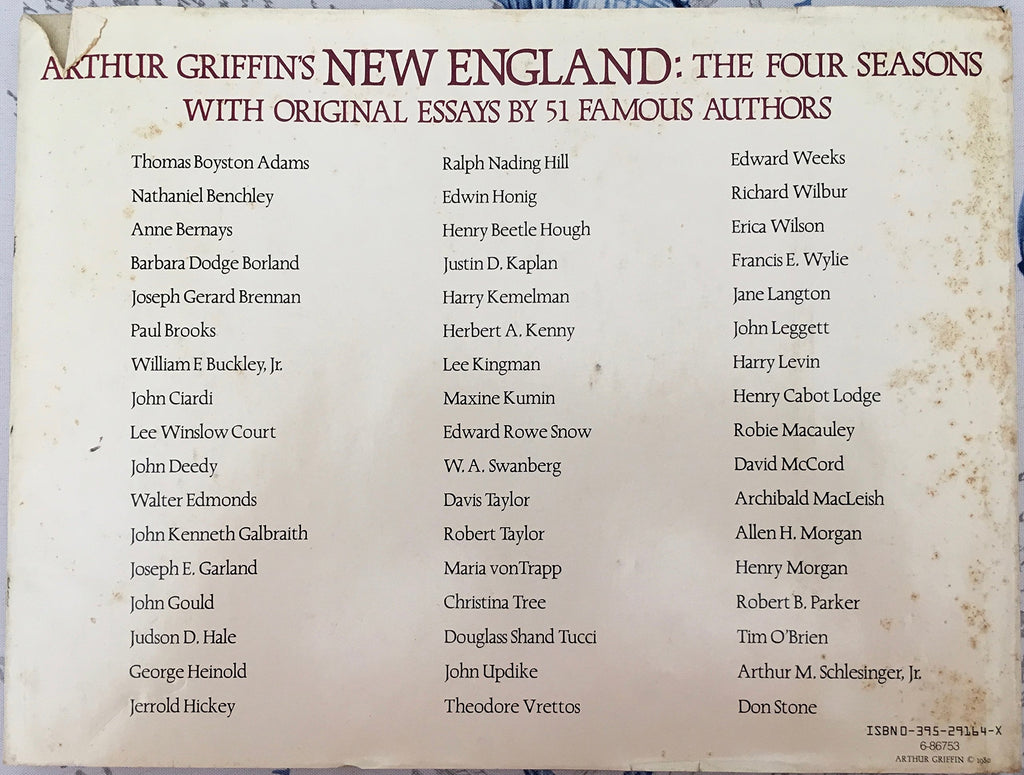 ARTHUR GRIFFIN'S NEW ENGLAND: THE FOUR SEASONS
WITH ORIGINAL ESSAYS BY 51 FAMOUS AUTHORS
Thomas Boyston Adams
Nathaniel Benchley
Anne Bernays
Barbara Dodge Borland
Joseph Gerard Brennan
Paul Brooks
William F. Buckley, Jr.
John Ciardi
Lee Winslow Court
John Deedy
Walter Edmonds
John Kenneth Galbraith
Joseph E. Garland
John Gould
Judson D. Hale
George Heinold
Jerrold Hickey
Ralph Nading Hill
Edwin Honig
Henry Beetle Hough
Justin D. Kaplan
Harry Kemelman
Herbert A. Kenny
Lee Kingman
Maxine Kumin
Edward Rowe Snow
W. A. Swanberg
Davis Taylor
Robert Taylor
Maria vonTrapp
Christina Tree
Douglass Shand Tucci
John Updike
Theodore Vrettos
Edward Weeks
Richard Wilbur
Erica Wilson
Francis E. Wylie
Jane Langton
John Leggett
Harry Levin
Henry Cabot Lodge
Robie Macauley
David McCord
Archibald MacLeish
Allen H. Morgan
Henry Morgan
Robert B. Parker
Tim O'Brien
Arthur M. Schlesinger, Jr.
Don Stone
ISBN 0-395-29164-X
6-86753
ARTHUR GRIFFIN © 1980